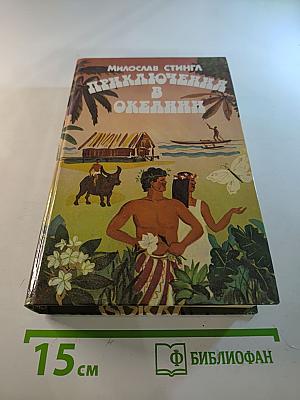 МИЛОСЛАВ СТИНГЛ
ПРИКЛЮЧЕНИЯ
В
ОКЕАНИИ
15 см
Ф БИБЛИОФАН